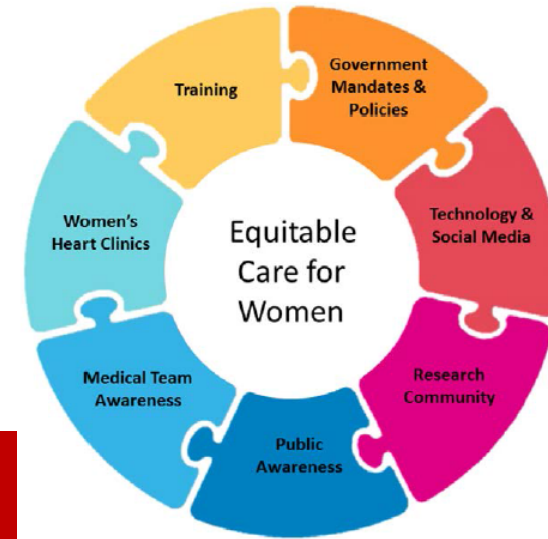 Equitable
Care for
Women
Government
Mandates &
Policies
Technology &
Social Media
Research
Community
Public
Awareness
Medical Team
Awareness
Women's
Heart Clinics
Training